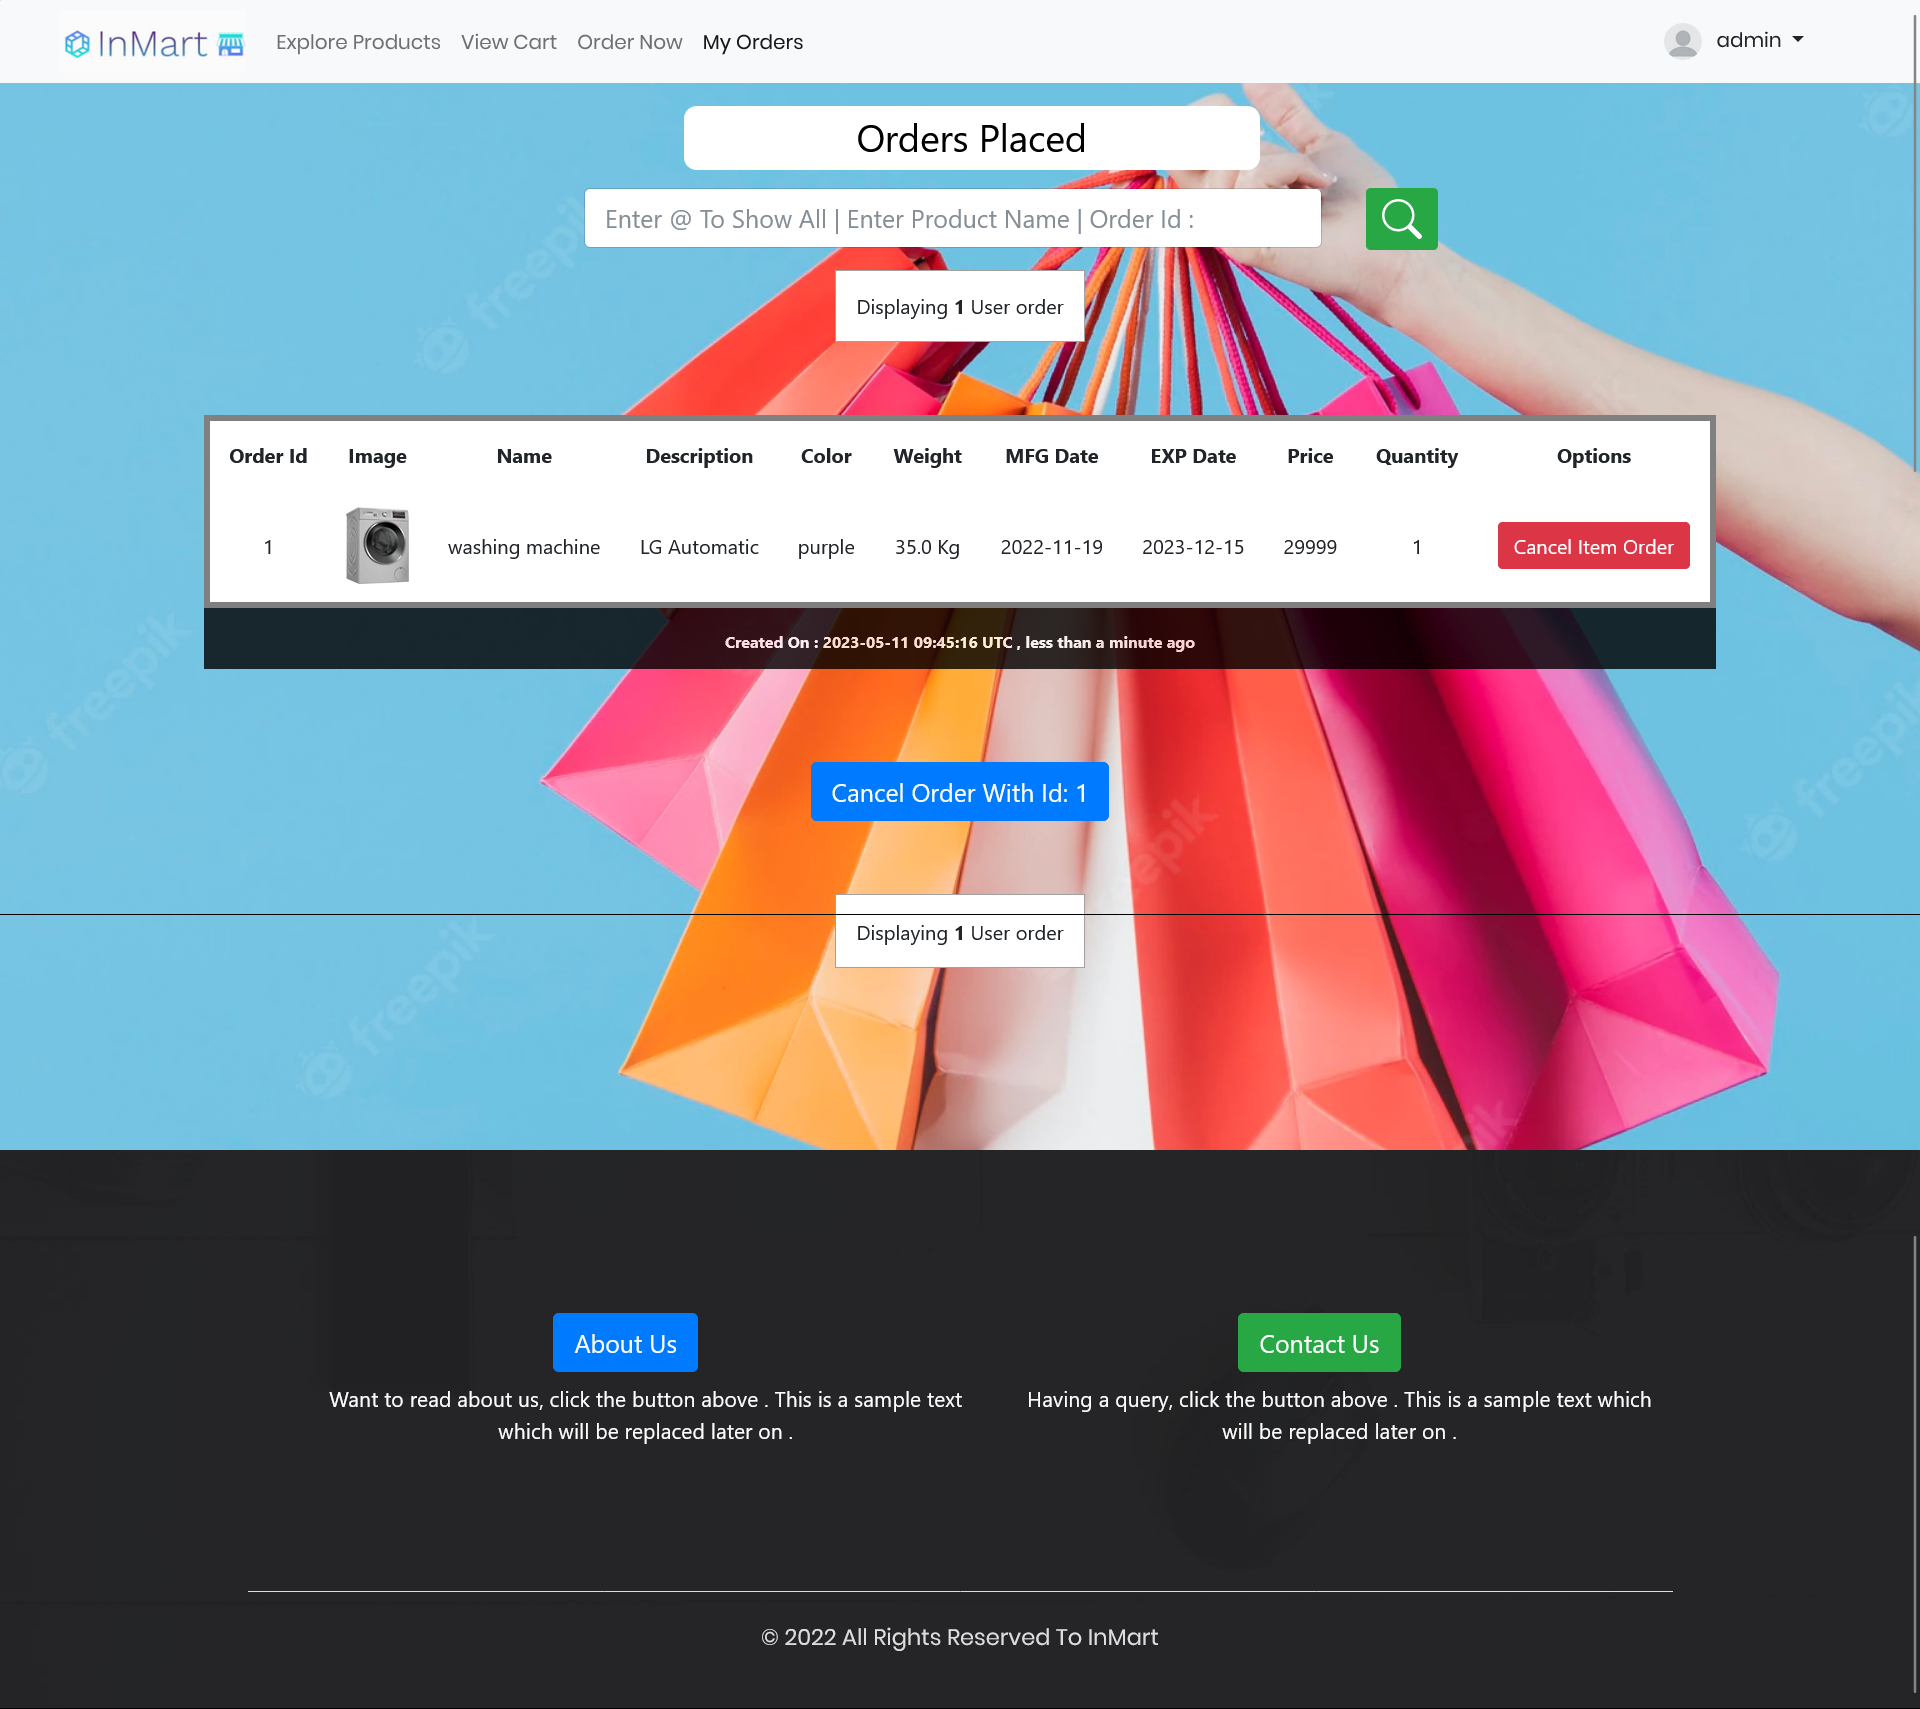 InMart
Explore Products View Cart Order Now My Orders
admin
Orders Placed
Enter @ To Show All | Enter Product Name | Order Id :
Displaying 1 User order
Order Id Image Name Description Color Weight MFG Date EXP Date Price Quantity Options
1 washing machine LG Automatic purple 35.0 Kg 2022-11-19 2023-12-15 29999 1 Cancel Item Order
Created On : 2023-05-11 09:45:16 UTC , less than a minute ago
Cancel Order With Id: 1
Displaying 1 User order
freepik
freepik
freepik
freepik
freepik
About Us
Want to read about us, click the button above . This is a sample text
which will be replaced later on .
Contact Us
Having a query, click the button above . This is a sample text which
will be replaced later on .
© 2022 All Rights Reserved To InMart